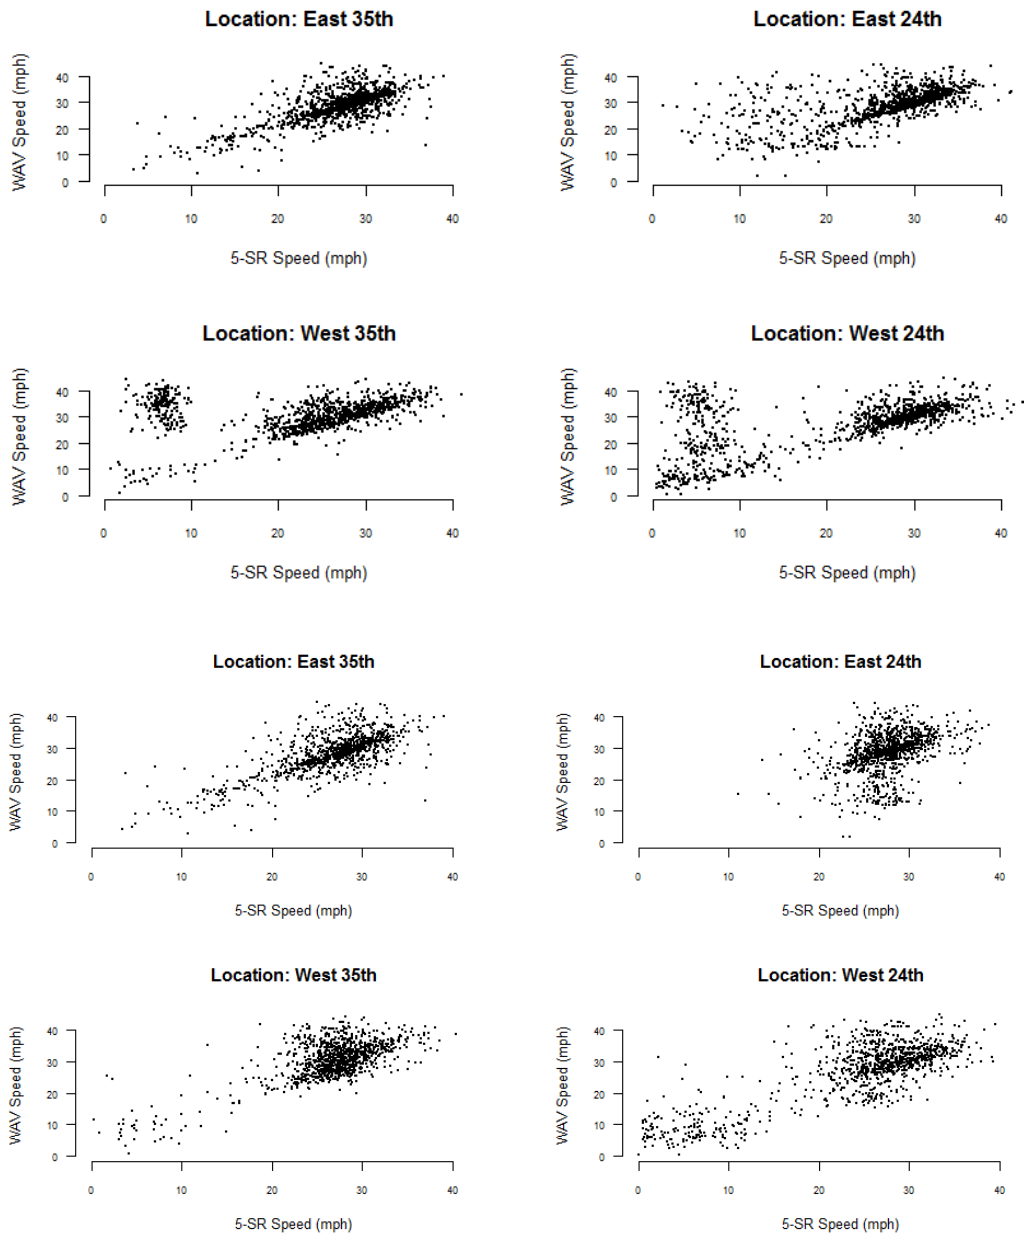 Location: East 35th
WAV Speed (mph)
40
30
20
10
0
0 10 20 30 40
5-SR Speed (mph)
Location: East 24th
WAV Speed (mph)
40
30
20
10
0
0 10 20 30 40
5-SR Speed (mph)
Location: West 35th
WAV Speed (mph)
40
30
20
10
0
0 10 20 30 40
5-SR Speed (mph)
Location: West 24th
WAV Speed (mph)
40
30
20
10
0
0 10 20 30 40
5-SR Speed (mph)
Location: East 35th
WAV Speed (mph)
40
30
20
10
0
0 10 20 30 40
5-SR Speed (mph)
Location: East 24th
WAV Speed (mph)
40
30
20
10
0
0 10 20 30 40
5-SR Speed (mph)
Location: West 35th
WAV Speed (mph)
40
30
20
10
0
0 10 20 30 40
5-SR Speed (mph)
Location: West 24th
WAV Speed (mph)
40
30
20
10
0
0 10 20 30 40
5-SR Speed (mph)